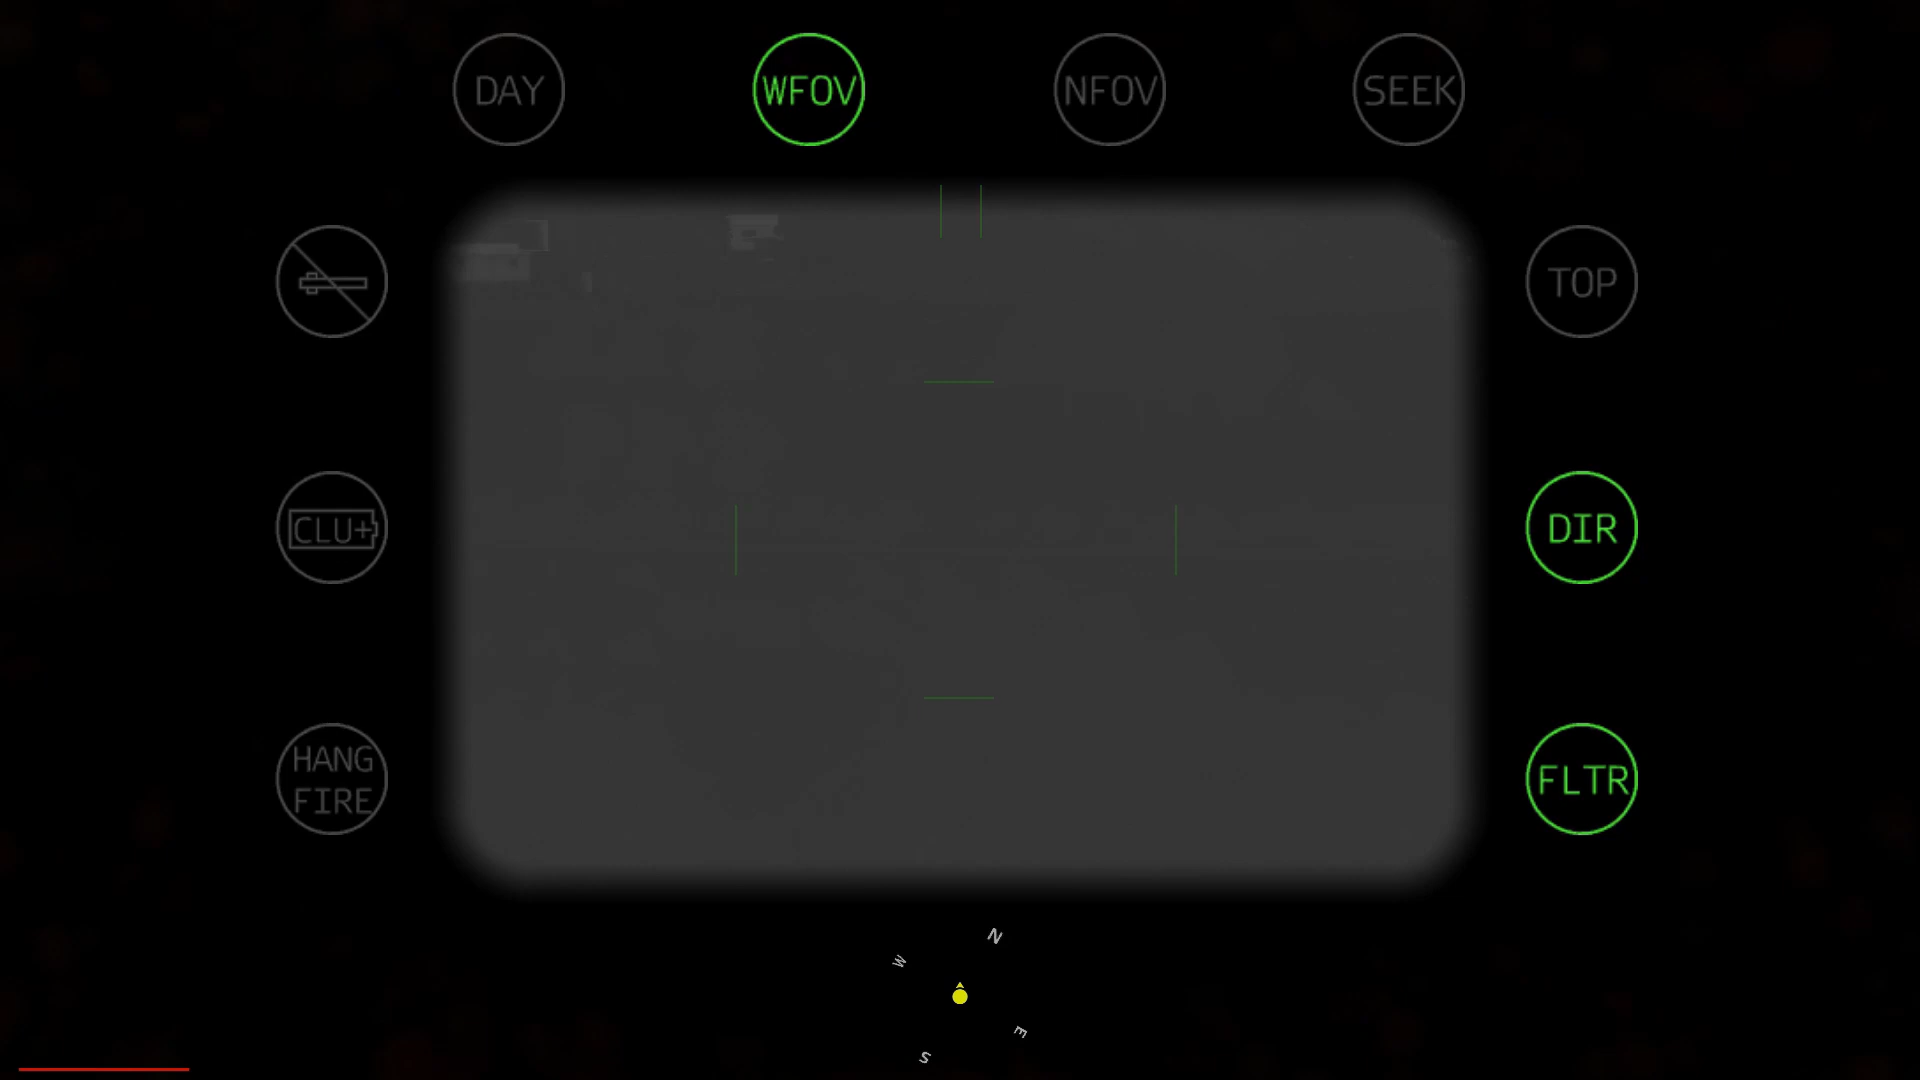 DAY
WFOV
NFOV
SEEK
TOP
CLU+
DIR
HANG
FIRE
FLTR
N
W
E
S